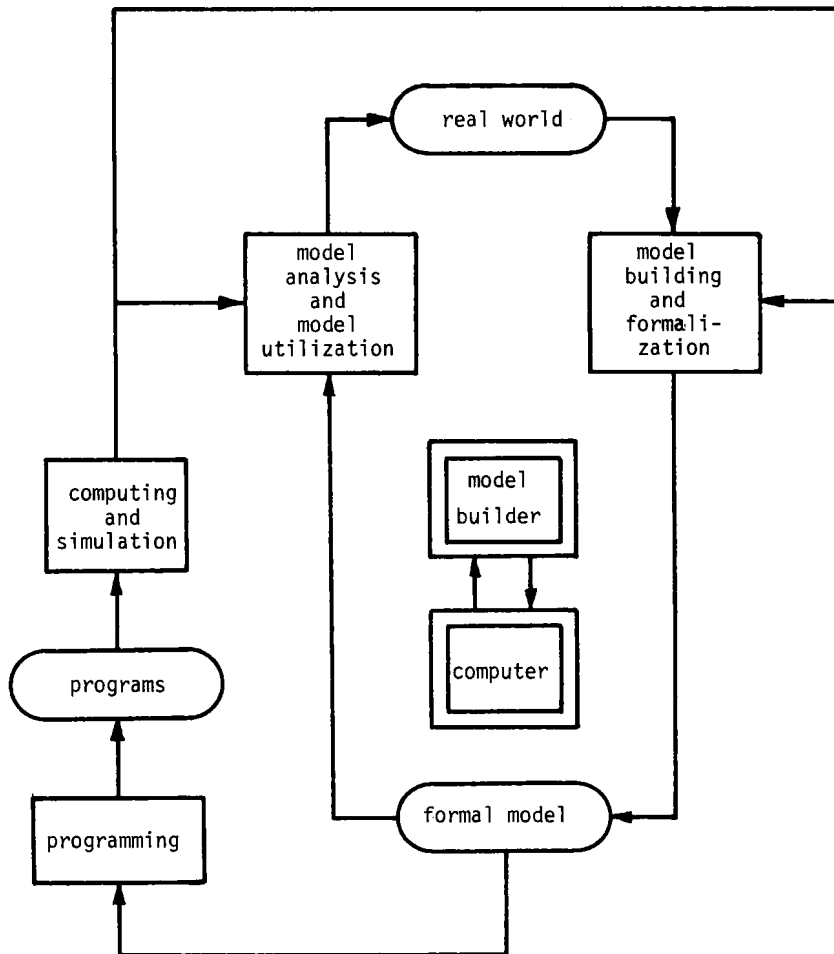 real world
model
analysis
and
model
utilization
model
building
and
formali-
zation
computing
and
simulation
model
builder
programs
computer
programming
formal model